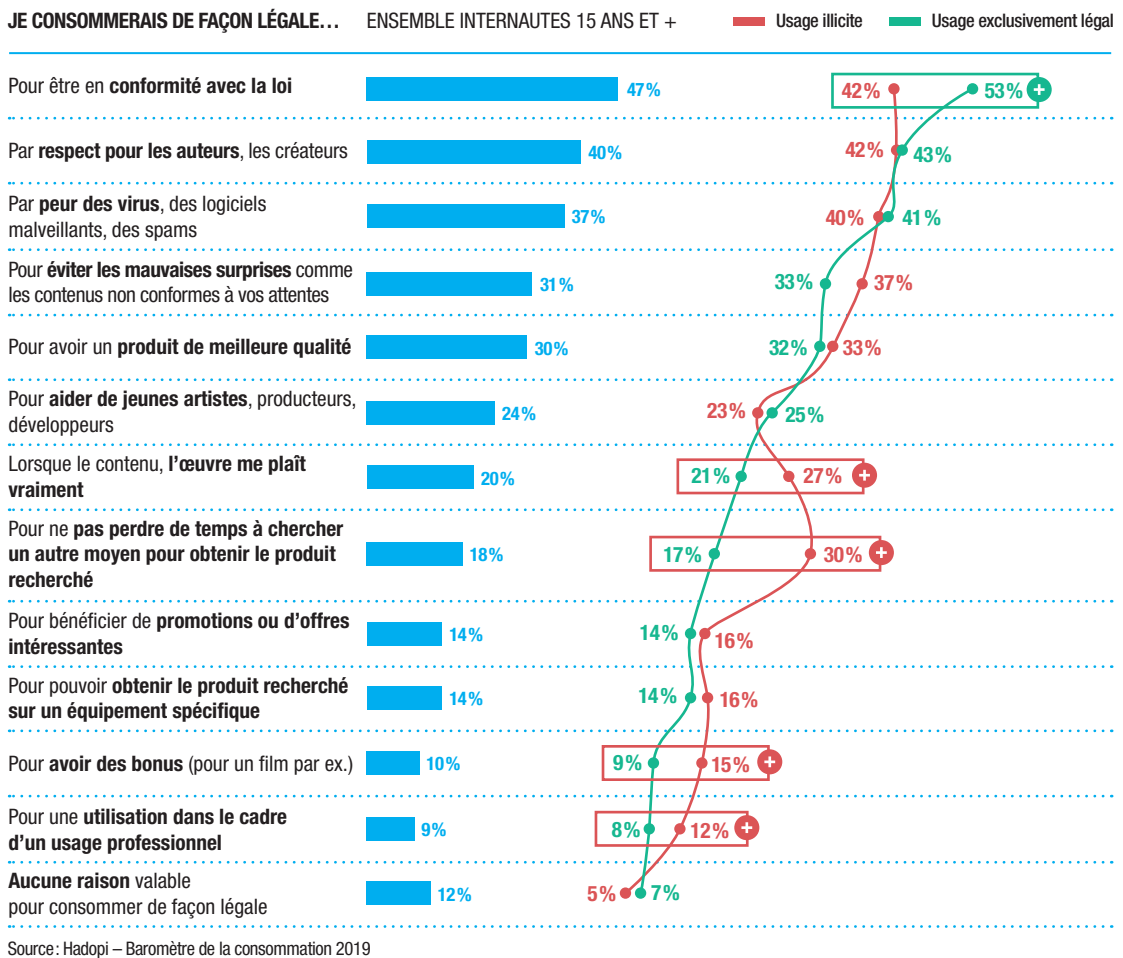 JE CONSOMMERAIS DE FAÇON LÉGALE... ENSEMBLE INTERNAUTES 15 ANS ET + Usage illicite Usage exclusivement légal
Pour être en conformité avec la loi 47% 42% 53% +
Par respect pour les auteurs, les créateurs 40% 42% 43%
Par peur des virus, des logiciels
malveillants, des spams 37% 40% 41%
Pour éviter les mauvaises surprises comme
les contenus non conformes à vos attentes 31% 33% 37%
Pour avoir un produit de meilleure qualité 30% 32% 33%
Pour aider de jeunes artistes, producteurs,
développeurs 24% 23% 25%
Lorsque le contenu, l’œuvre me plaît
vraiment 20% 21% 27% +
Pour ne pas perdre de temps à chercher
un autre moyen pour obtenir le produit
recherché 18% 17% 30% +
Pour bénéficier de promotions ou d’offres
intéressantes 14% 14% 16%
Pour pouvoir obtenir le produit recherché
sur un équipement spécifique 14% 14% 16%
Pour avoir des bonus (pour un film par ex.) 10% 9% 15% +
Pour une utilisation dans le cadre
d’un usage professionnel 9% 8% 12% +
Aucune raison valable
pour consommer de façon légale 12% 5% 7%
Source: Hadopi – Baromètre de la consommation 2019